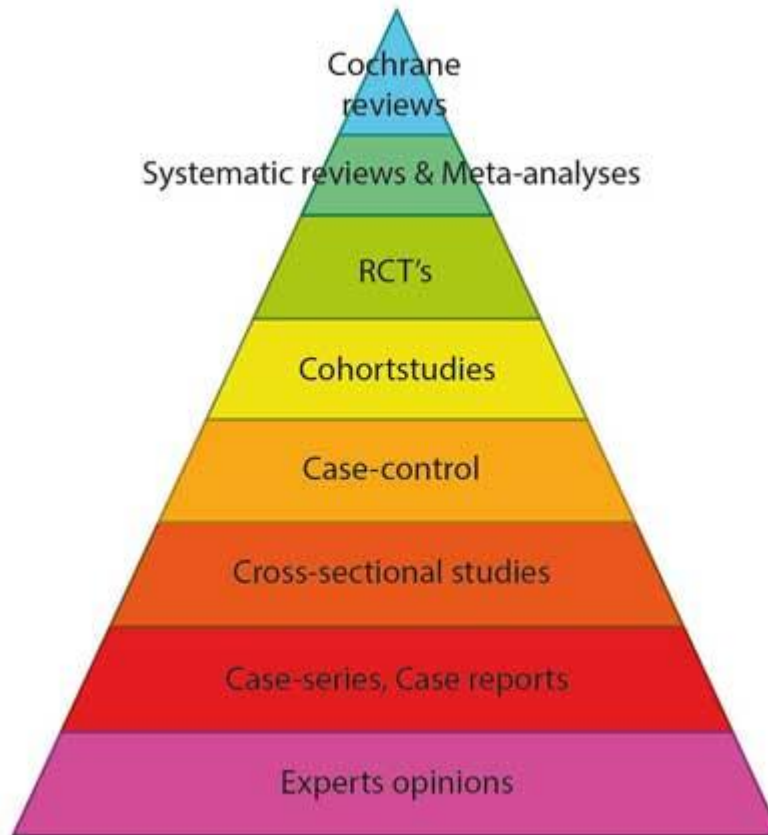 Cochrane
reviews
Systematic reviews & Meta-analyses
RCT's
Cohortstudies
Case-control
Cross-sectional studies
Case-series, Case reports
Experts opinions